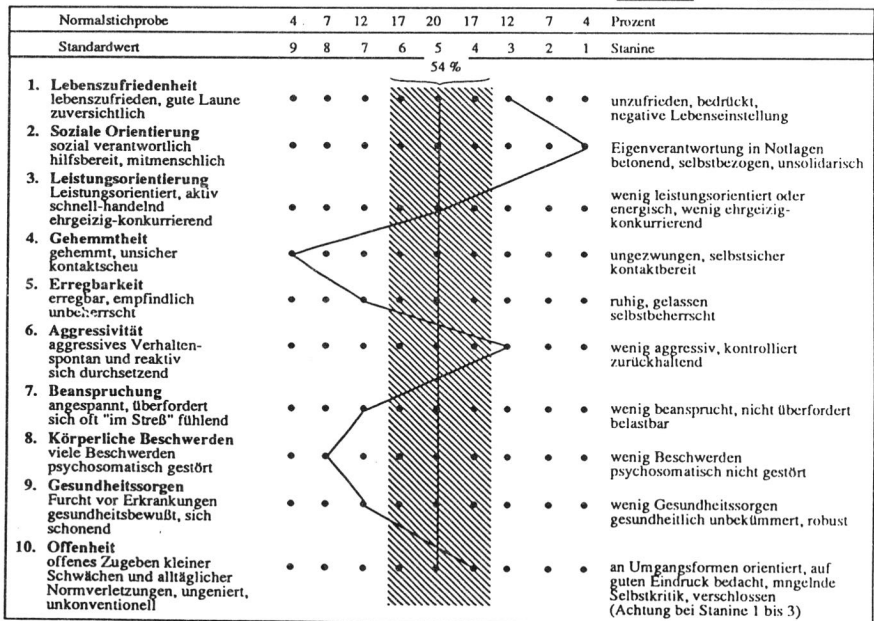 Normalstichprobe 4 7 12 17 20 17 12 7 4 Prozent
Standardwert 9 8 7 6 5 4 3 2 1 Stanine
54 %
1. Lebenszufriedenheit
lebenszufrieden, gute Laune
zuversichtlich
unzufrieden, bedrückt,
negative Lebenseinstellung
2. Soziale Orientierung
sozial verantwortlich
hilfsbereit, mitmenschlich
Eigenverantwortung in Notlagen
betonend, selbstbezogen, unsolidarisch
3. Leistungsorientierung
Leistungsorientiert, aktiv
schnell-handelnd
ehrgeizig-konkurrierend
wenig leistungsorientiert oder
energisch, wenig ehrgeizig-
konkurrierend
4. Gehemmtheit
gehemmt, unsicher
kontaktscheu
ungezwungen, selbstsicher
kontaktbereit
5. Erregbarkeit
erregbar, empfindlich
unbeherrscht
ruhig, gelassen
selbstbeherrscht
6. Aggressivität
aggressives Verhalten-
spontan und reaktiv
sich durchsetzend
wenig aggressiv, kontrolliert
zurückhaltend
7. Beanspruchung
angespannt, überfordert
sich oft "im Streß" fühlend
wenig beansprucht, nicht überfordert
belastbar
8. Körperliche Beschwerden
viele Beschwerden
psychosomatisch gestört
wenig Beschwerden
psychosomatisch nicht gestört
9. Gesundheitssorgen
Furcht vor Erkrankungen
gesundheitsbewußt, sich
schonend
wenig Gesundheitssorgen
gesundheitlich unbekümmert, robust
10. Offenheit
offenes Zugeben kleiner
Schwächen und alltäglicher
Normverletzungen, ungeniert,
unkonventionell
an Umgangsformen orientiert, auf
guten Eindruck bedacht, mngelnde
Selbstkritik, verschlossen
(Achtung bei Stanine 1 bis 3)